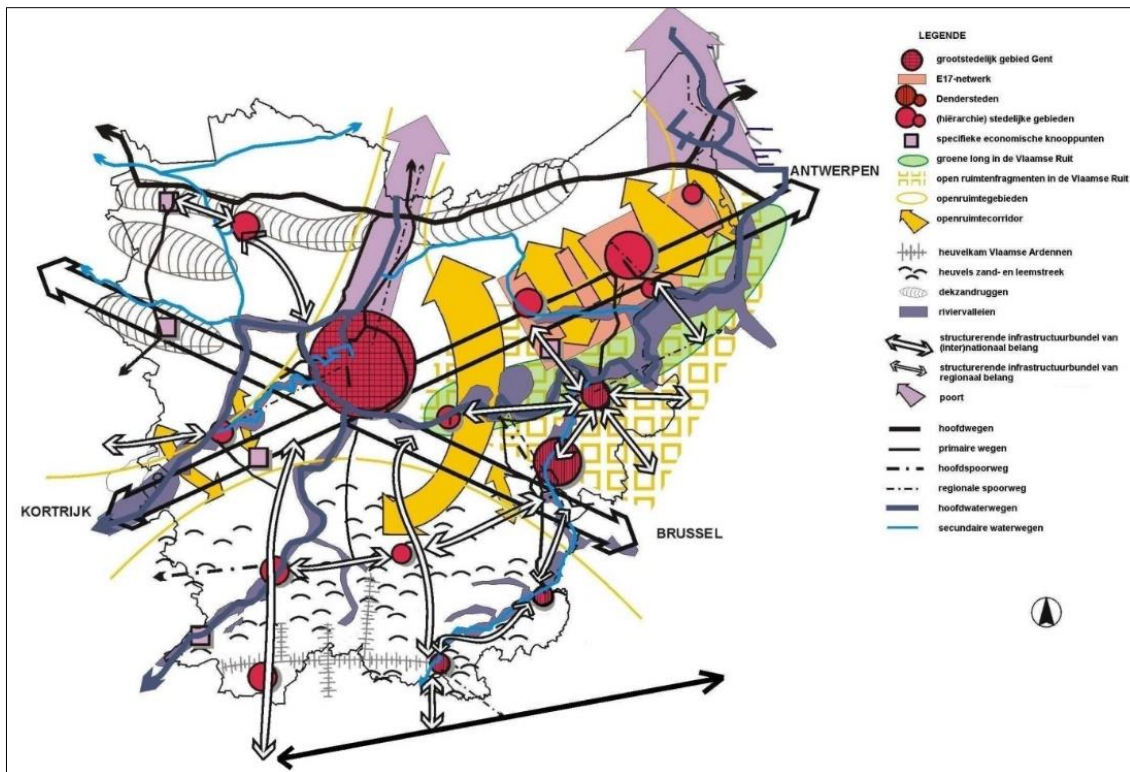 LEGENDE
grootstedelijk gebied Gent
E17-netwerk
Dendersteden
(hiërarchie) stedelijke gebieden
specifieke economische knooppunten
groene long in de Vlaamse Ruit
open ruimtenfragmenten in de Vlaamse Ruit
openruimtegebieden
openruimtecorridor
heuvelkam Vlaamse Ardennen
heuvels zand- en leemstreek
dekzandruggen
riviervalleien
structurerende infrastructuurbundel van
(inter)nationaal belang
structurerende infrastructuurbundel van
regionaal belang
poort
hoofdwegen
primaire wegen
hoofdspoorweg
regionale spoorweg
hoofdwaterwegen
secundaire waterwegen
ANTWERPEN
KORTRIJK
BRUSSEL